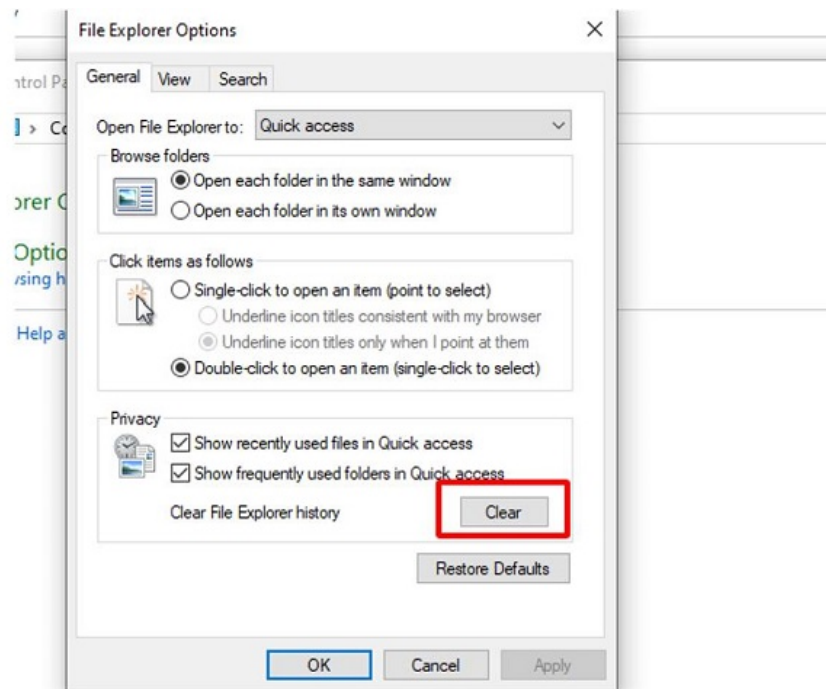 File Explorer Options
General View Search
Open File Explorer to: Quick access
Browse folders
Open each folder in the same window
Open each folder in its own window
Click items as follows
Single-click to open an item (point to select)
Underline icon titles consistent with my browser
Underline icon titles only when I point at them
Double-click to open an item (single-click to select)
Privacy
Show recently used files in Quick access
Show frequently used folders in Quick access
Clear File Explorer history Clear
Restore Defaults
OK Cancel Apply
Help